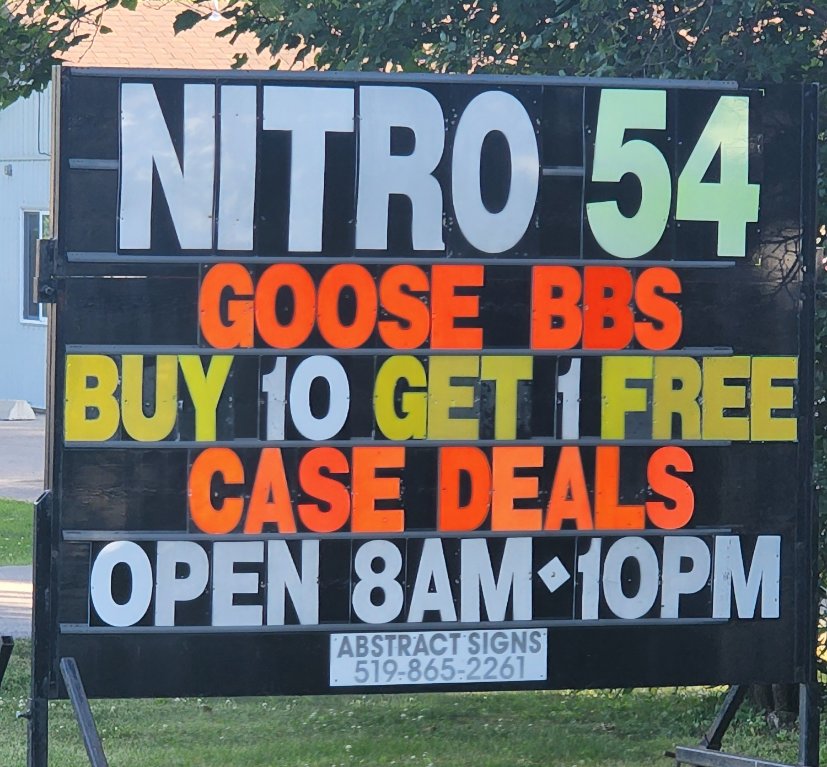 NITRO 54
GOOSE BBS
BUY 10 GET 1 FREE
CASE DEALS
OPEN 8AM◆10PM
ABSTRACT SIGNS
519-865-2261